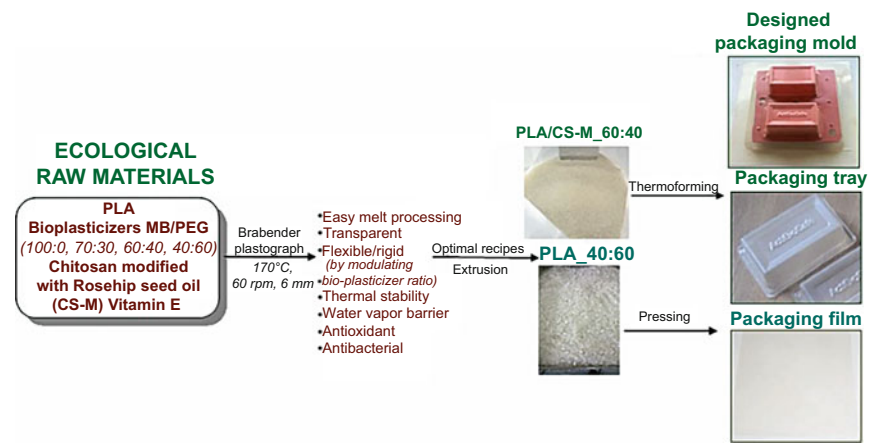 ECOLOGICAL
RAW MATERIALS
PLA
Bioplasticizers MB/PEG
(100:0, 70:30, 60:40, 40:60)
Chitosan modified
with Rosehip seed oil
(CS-M) Vitamin E
Brabender
plastograph
170°C,
60 rpm, 6 mm
•Easy melt processing
•Transparent
•Flexible/rigid
(by modulating
•bio-plasticizer ratio)
•Thermal stability
•Water vapor barrier
•Antioxidant
•Antibacterial
Optimal recipes
Extrusion
PLA/CS-M_60:40
PLA_40:60
Thermoforming
Pressing
Designed
packaging mold
Packaging tray
Packaging film